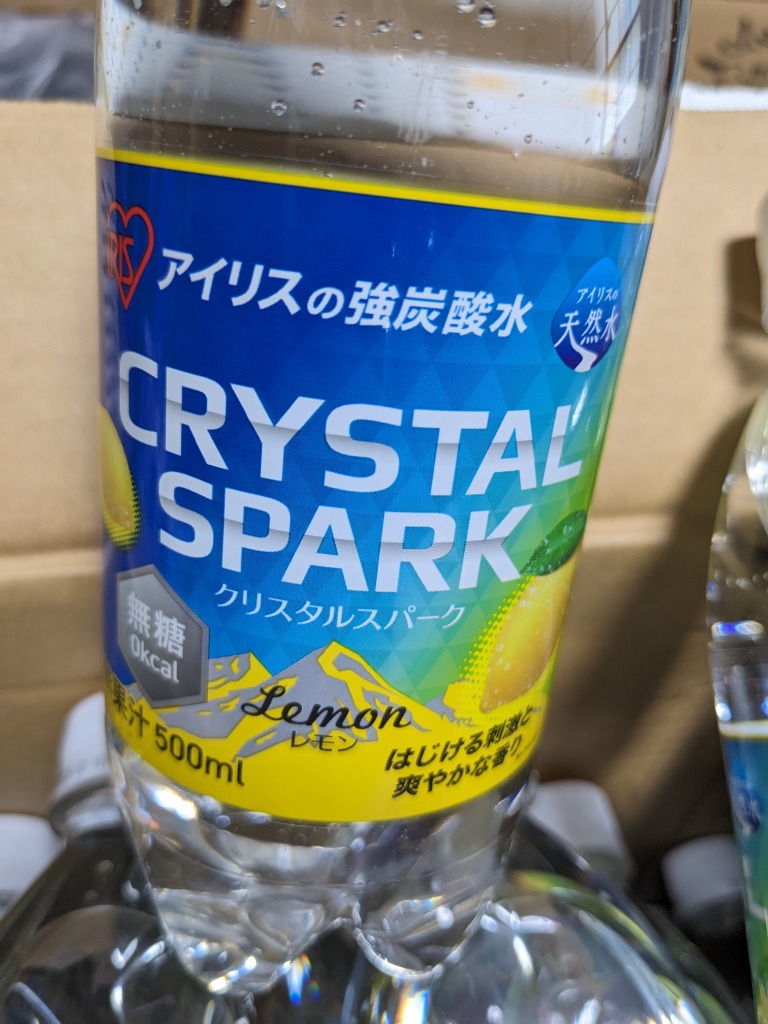 IRIS
アイリスの強炭酸水
アイリスの
天然水
CRYSTAL
SPARK
クリスタルスパーク
無糖
0kcal
Lemon
レモン
果汁 500ml
はじける刺激と
爽やかな香り